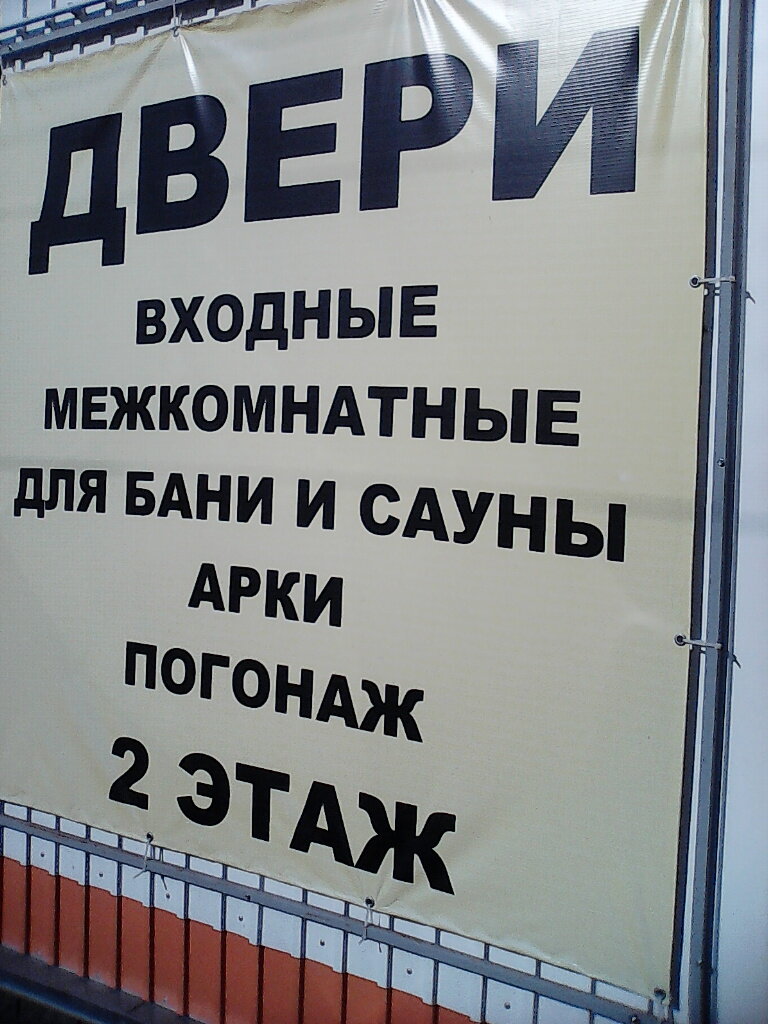 ДВЕРИ
ВХОДНЫЕ
МЕЖКОМНАТНЫЕ
ДЛЯ БАНИ И САУНЫ
АРКИ
ПОГОНАЖ
2 ЭТАЖ